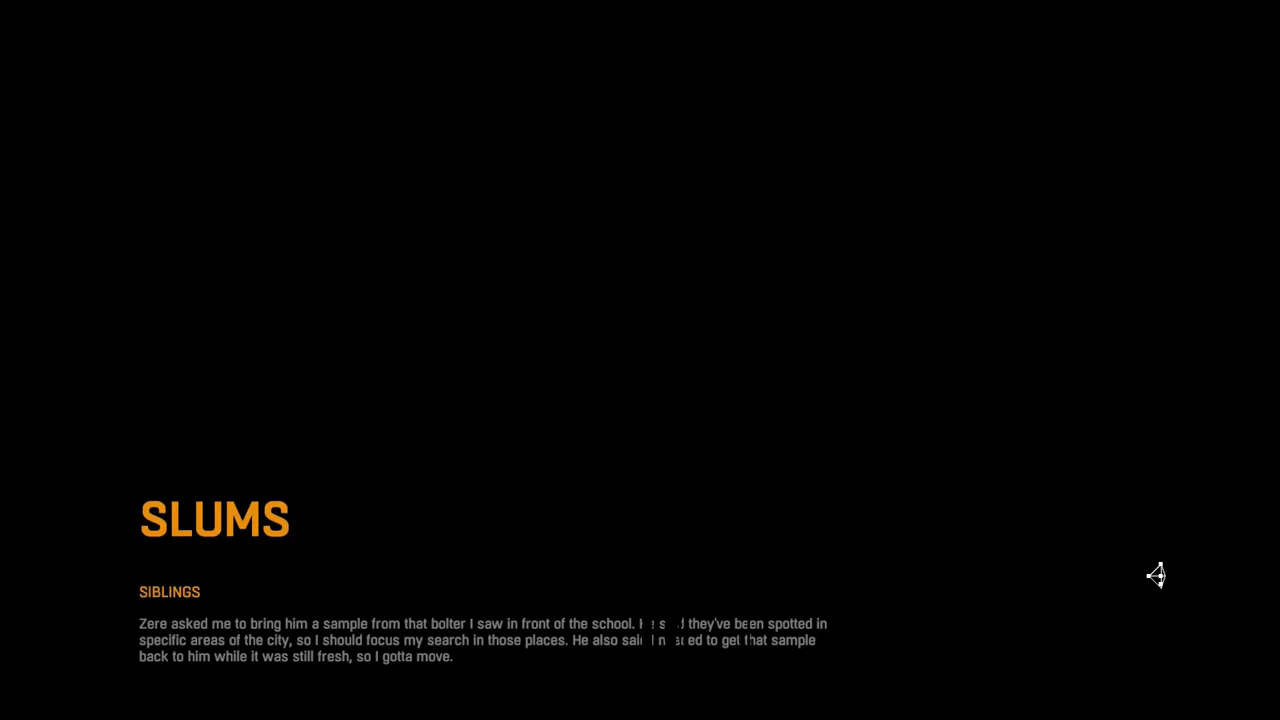 SLUMS
SIBLINGS
Zere asked me to bring him a sample from that bolter I saw in front of the school. they've been spotted in
specific areas of the city, so I should focus my search in those places. He also said I to get that sample
back to him while it was still fresh, so I gotta move.